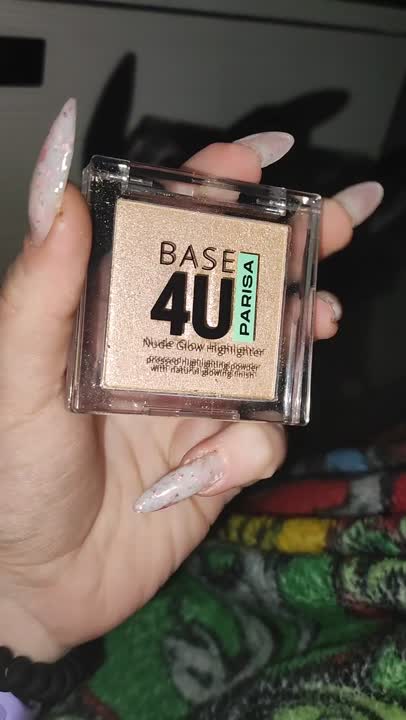 BASE
4U
PARISA
Nude Glow Highlighter
pressed highlighting powder
with natural glowing finish